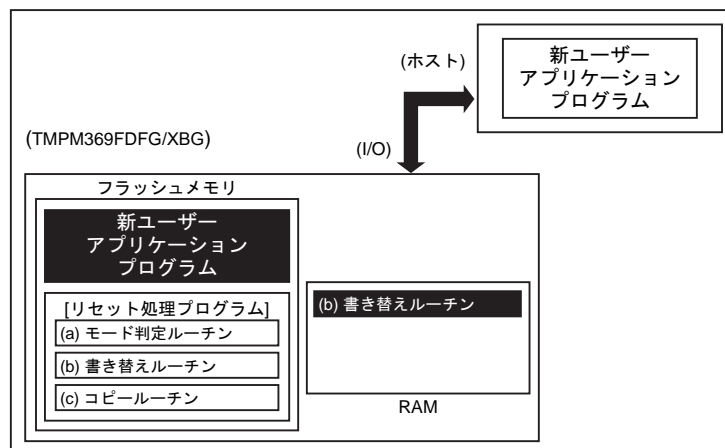 (ホスト)
新ユーザー
アプリケーション
プログラム
(TMPM369FDFG/XBG)
(I/O)
フラッシュメモリ
新ユーザー
アプリケーション
プログラム
[リセット処理プログラム]
(a) モード判定ルーチン
(b) 書き替えルーチン
(c) コピールーチン
(b) 書き替えルーチン
RAM